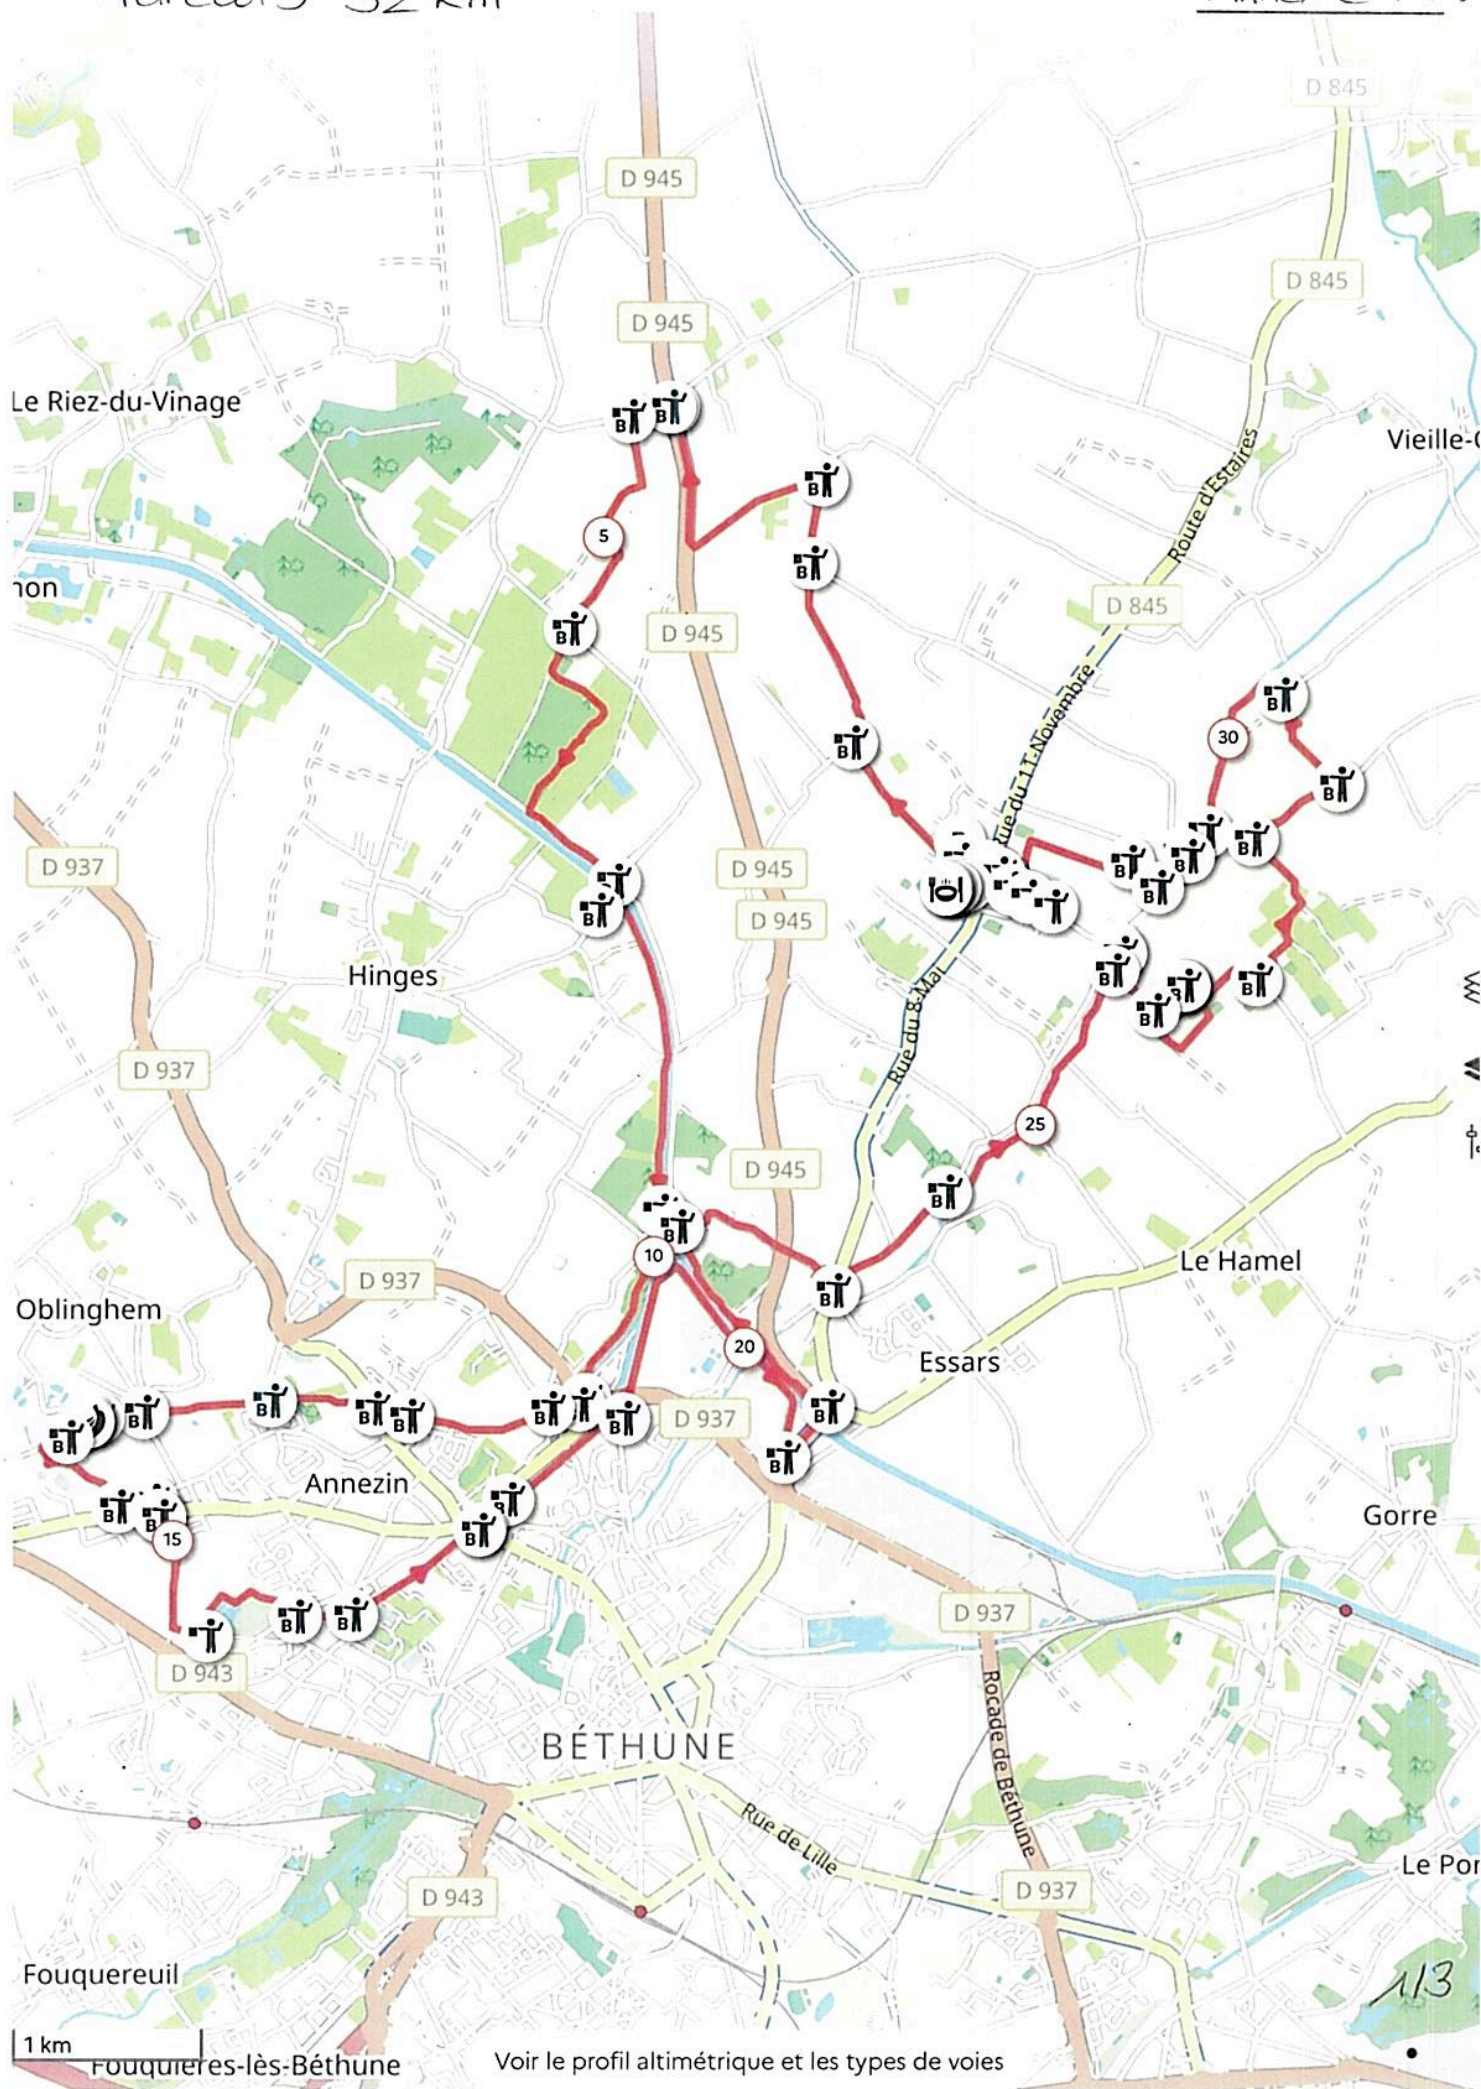 32 km
D 845
D 945
D 845
D 945
Le Riez-du-Vinage
Vieille-
B
B
B
Route d'Estaires
5
B
non
D 845
B
D 945
B
30
B
Rue du 11-Novembre
B
D 937
D 945
B
B
B
B
B
D 945
Hinges
Rue du 8-Mai
B
B
B
B
D 937
25
D 945
B
B
10
Le Hamel
D 937
Oblinghem
B
20
Essars
B
B
B
B
B
B
B
D 937
B
B
B
Annezin
B
B
B
B
Gorre
15
B
B
D 937
D 943
Rocade de Béthune
BÉTHUNE
Rue de Lille
Le Por
D 943
D 937
Fouquereuil
1/3
1 km
Fouquières-lès-Béthune
Voir le profil altimétrique et les types de voies